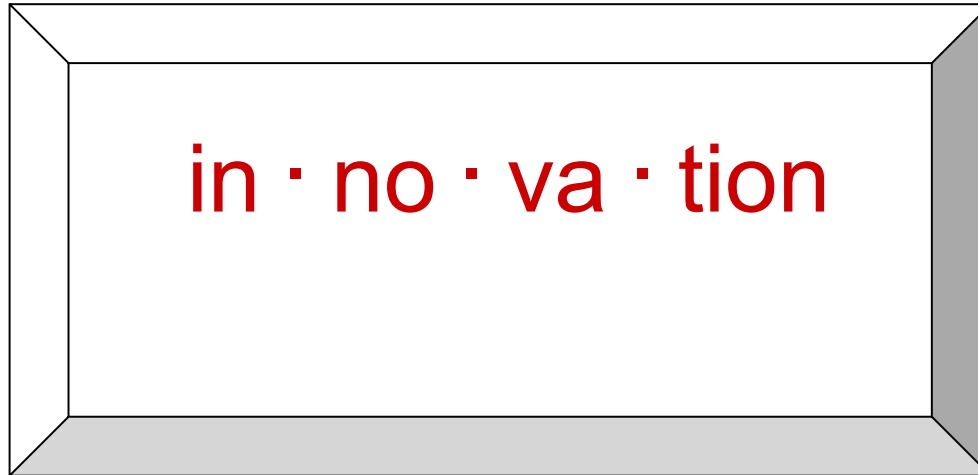 in · no · va · tion